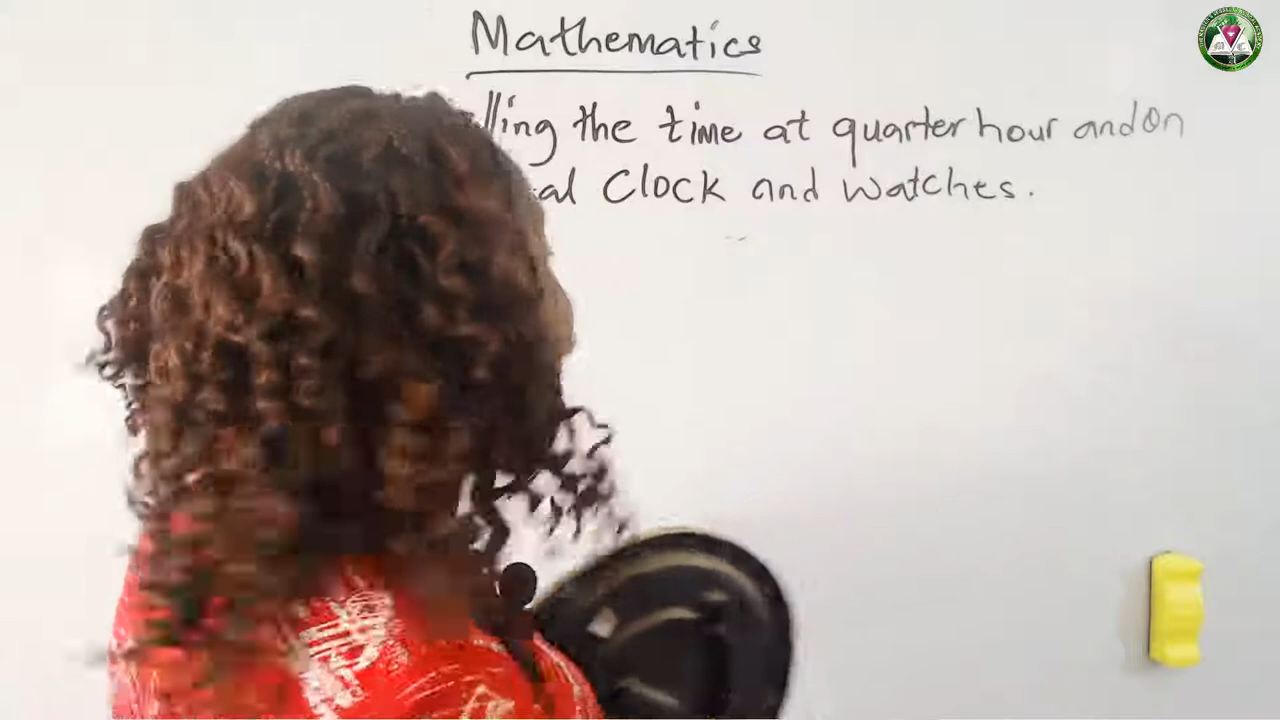 Mathematics
lling the time at quarter hour and on
al Clock and watches.